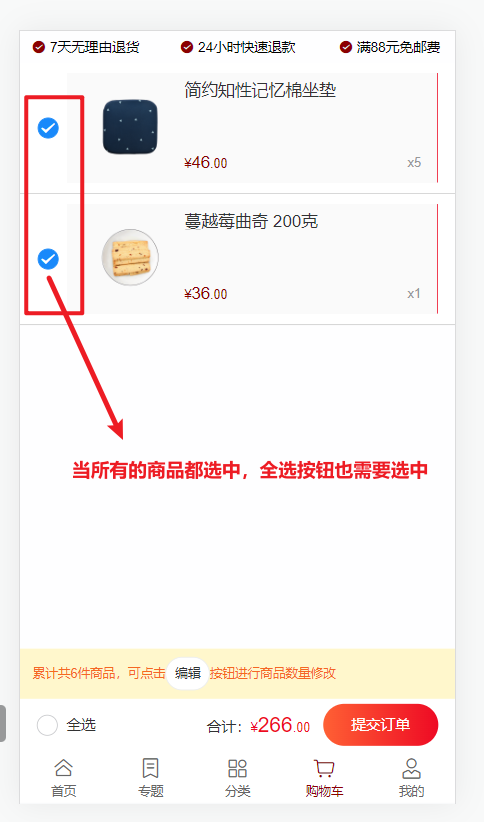 7天无理由退货 24小时快速退款 满88元免邮费
简约知性记忆棉坐垫
¥46.00 x5
蔓越莓曲奇 200克
¥36.00 x1
当所有的商品都选中，全选按钮也需要选中
累计共6件商品，可点击 编辑 按钮进行商品数量修改
全选 合计：¥266.00 提交订单
首页 专题 分类 购物车 我的